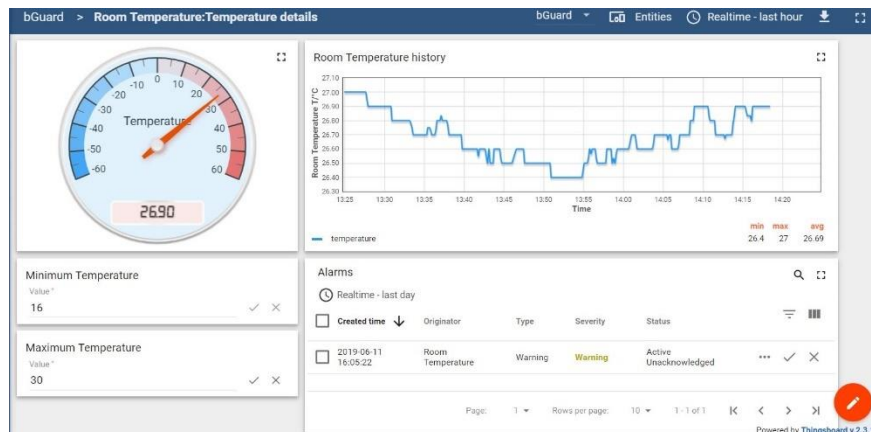 bGuard > Room Temperature:Temperature details
bGuard Entities Realtime - last hour
-60 -50 -40 -30 -20 -10 0 10 20 30 40 50 60
Temperature
26.90
Room Temperature history
Room Temperature T/°C
27.10
27.00
26.90
26.80
26.70
26.60
26.50
26.40
26.30
13:25 13:30 13:35 13:40 13:45 13:50 13:55 14:00 14:05 14:10 14:15 14:20
Time
min max avg
temperature 26.4 27 26.69
Minimum Temperature
Value *
16
Maximum Temperature
Value *
30
Alarms
Realtime - last day
Created time Originator Type Severity Status
2019-06-11 Room Warning Warning Active
16:05:22 Temperature Unacknowledged
Page: 1 Rows per page: 10 1 - 1 of 1
Powered by Thingsboard v.2.3.